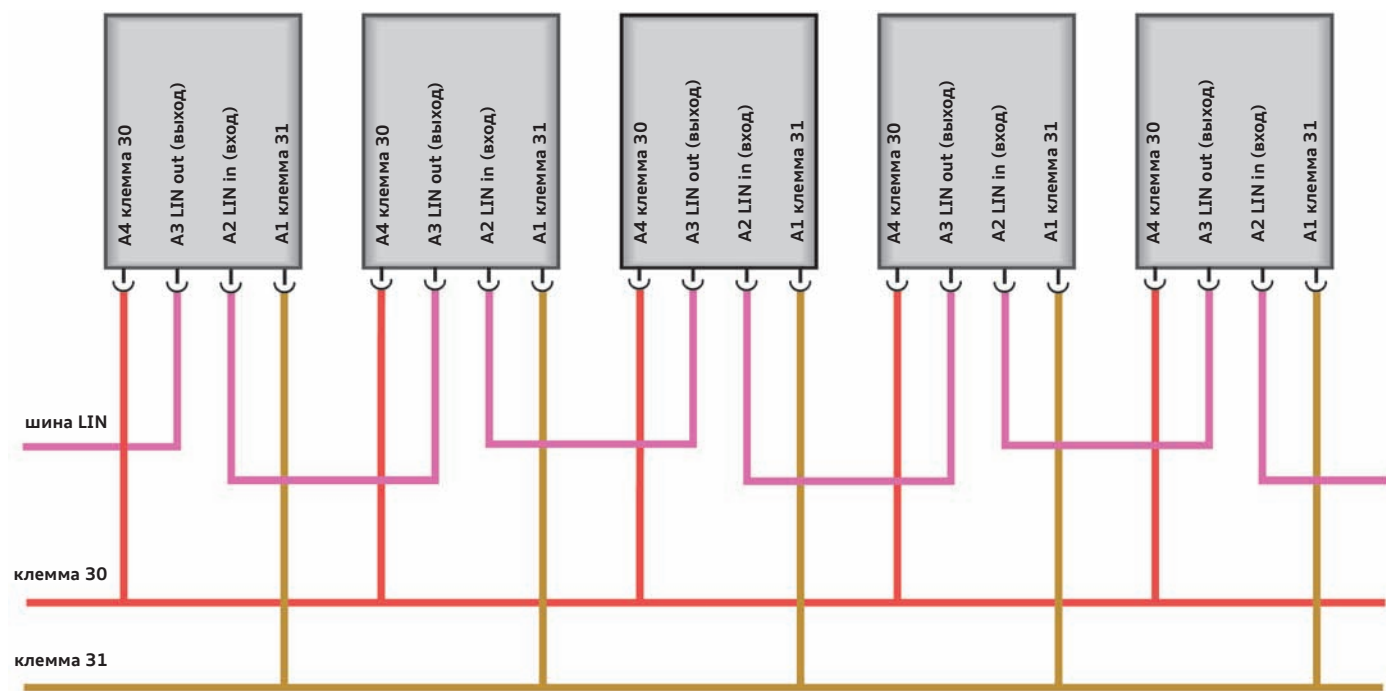 A4 клемма 30
A3 LIN out (выход)
A2 LIN in (вход)
A1 клемма 31
A4 клемма 30
A3 LIN out (выход)
A2 LIN in (вход)
A1 клемма 31
A4 клемма 30
A3 LIN out (выход)
A2 LIN in (вход)
A1 клемма 31
A4 клемма 30
A3 LIN out (выход)
A2 LIN in (вход)
A1 клемма 31
A4 клемма 30
A3 LIN out (выход)
A2 LIN in (вход)
A1 клемма 31
шина LIN
клемма 30
клемма 31